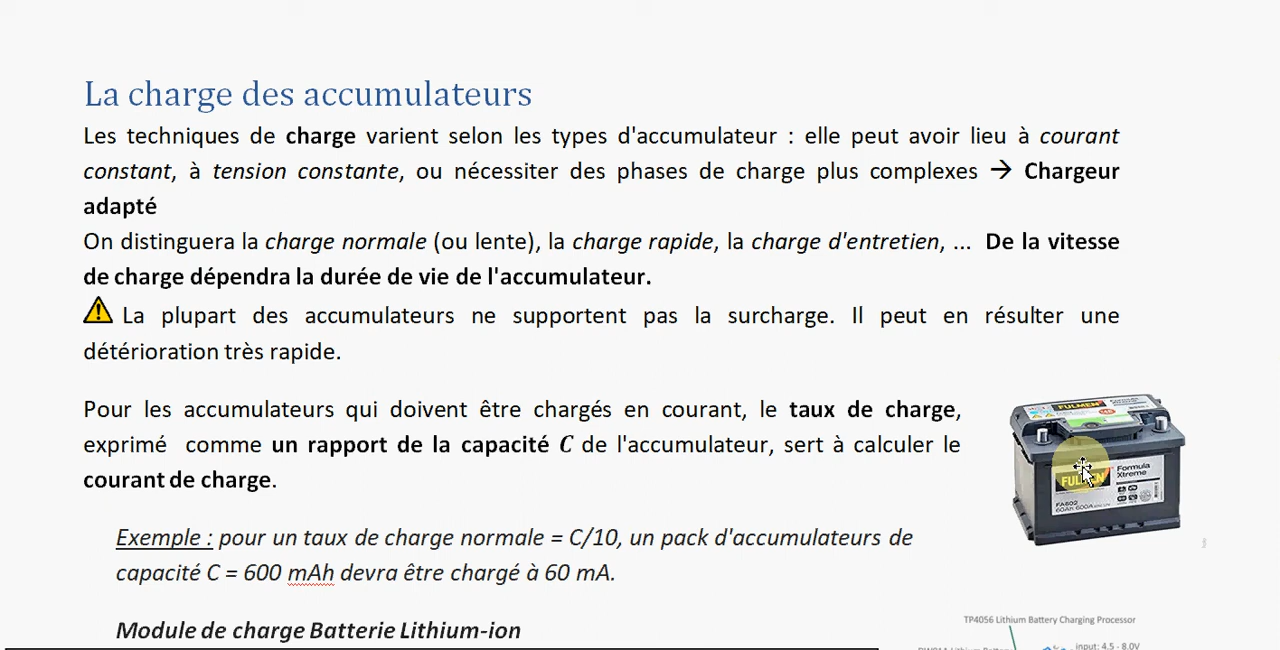 La charge des accumulateurs
Les techniques de charge varient selon les types d'accumulateur : elle peut avoir lieu à courant
constant, à tension constante, ou nécessiter des phases de charge plus complexes → Chargeur
adapté
On distinguera la charge normale (ou lente), la charge rapide, la charge d'entretien, ... De la vitesse
de charge dépendra la durée de vie de l'accumulateur.
La plupart des accumulateurs ne supportent pas la surcharge. Il peut en résulter une
détérioration très rapide.
Pour les accumulateurs qui doivent être chargés en courant, le taux de charge,
exprimé comme un rapport de la capacité C de l'accumulateur, sert à calculer le
courant de charge.
FULMEN
Formula
Xtreme
FA602
60Ah 600A
Exemple : pour un taux de charge normale = C/10, un pack d'accumulateurs de
capacité C = 600 mAh devra être chargé à 60 mA.
Module de charge Batterie Lithium-ion
TP4056 Lithium Battery Charging Processor
input: 4.5 - 8.0V